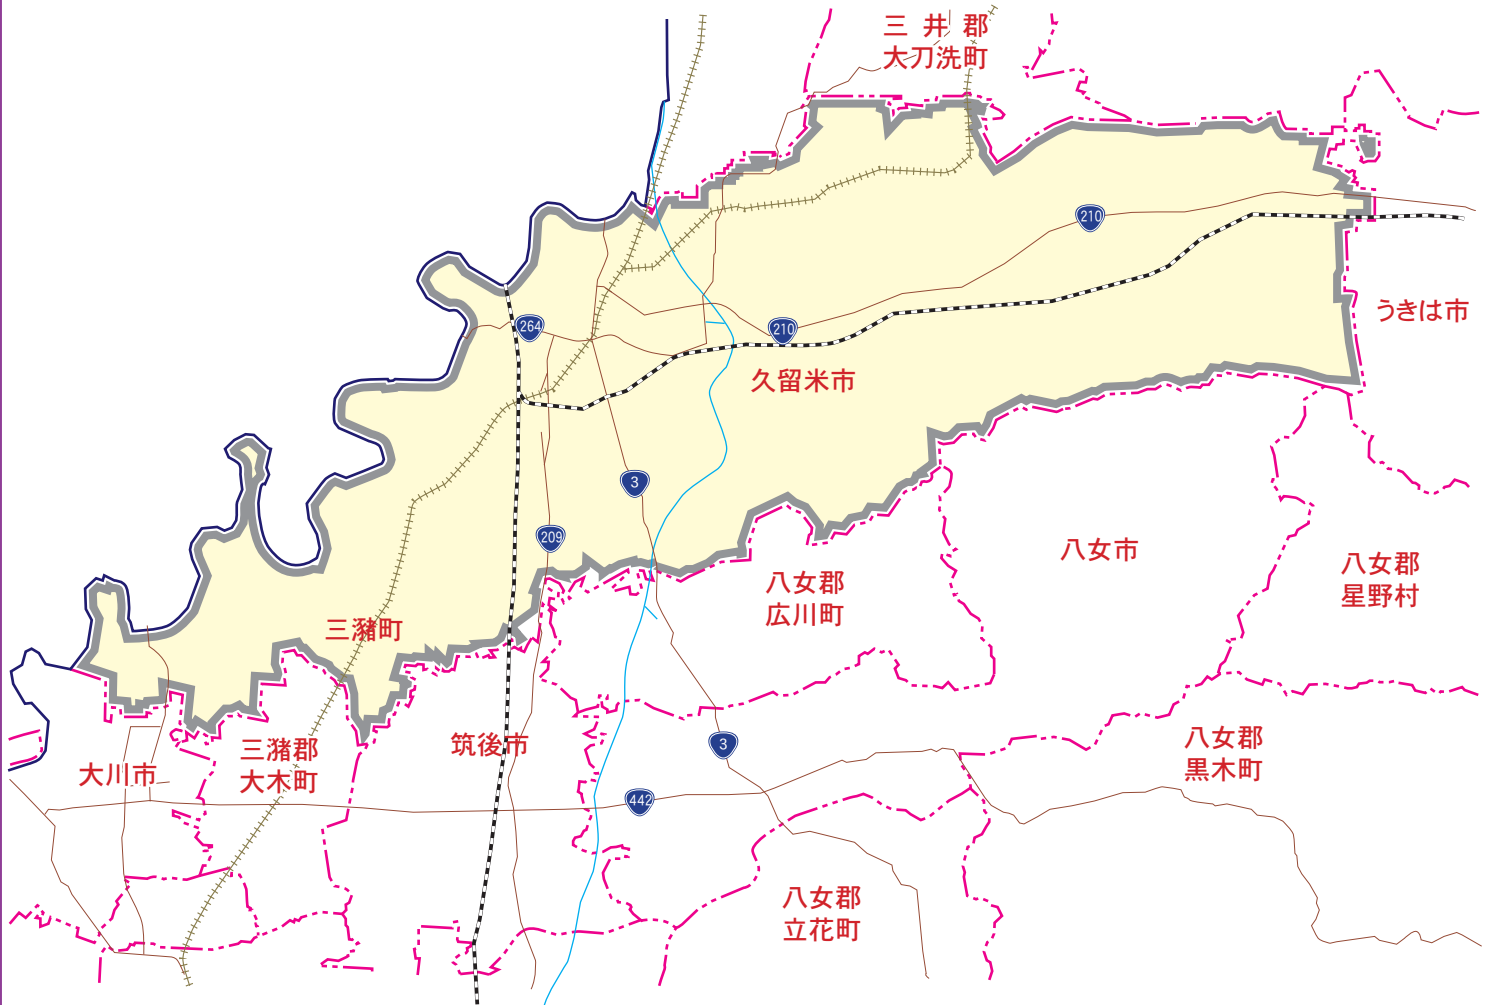 三 井 郡
大刀洗町
210
うきは市
264
210
久留米市
3
209
八女市
八女郡
星野村
八女郡
広川町
三潴町
筑後市
3
八女郡
黒木町
三潴郡
大木町
大川市
442
八女郡
立花町